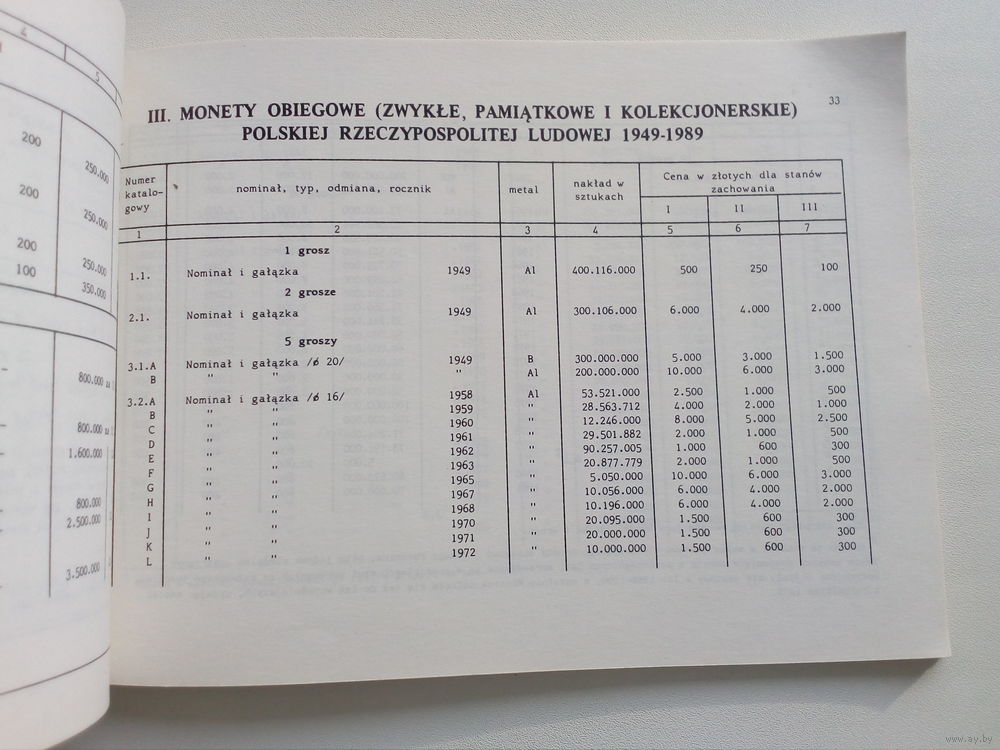 4
5
200
250.000
200
250.000
200
250.000
100
350.000
800.000 za
800.000 za
1.600.000
800.000
2.500.000
3.500.000
33
III. MONETY OBIEGOWE (ZWYKŁE, PAMIĄTKOWE I KOLEKCJONERSKIE)
POLSKIEJ RZECZYPOSPOLITEJ LUDOWEJ 1949-1989
Numer katalo- gowy nominał, typ, odmiana, rocznik metal nakład w sztukach Cena w złotych dla stanów zachowania
I II III
1 2 3 4 5 6 7
1 grosz
1.1. Nominał i gałązka 1949 Al 400.116.000 500 250 100
2 grosze
2.1. Nominał i gałązka 1949 Al 300.106.000 6.000 4.000 2.000
5 groszy
3.1.A Nominał i gałązka /ø 20/ 1949 B 300.000.000 5.000 3.000 1.500
B " " " Al 200.000.000 10.000 6.000 3.000
3.2.A Nominał i gałązka /ø 16/ 1958 Al 53.521.000 2.500 1.000 500
B " " 1959 " 28.563.712 4.000 2.000 1.000
C " " 1960 " 12.246.000 8.000 5.000 2.500
D " " 1961 " 29.501.882 2.000 1.000 500
E " " 1962 " 90.257.005 1.000 600 300
F " " 1963 " 20.877.779 2.000 1.000 500
G " " 1965 " 5.050.000 10.000 6.000 3.000
H " " 1967 " 10.056.000 6.000 4.000 2.000
I " " 1968 " 10.196.000 6.000 4.000 2.000
J " " 1970 " 20.095.000 1.500 600 300
K " " 1971 " 20.000.000 1.500 600 300
L " " 1972 " 10.000.000 1.500 600 300
www.ay.by